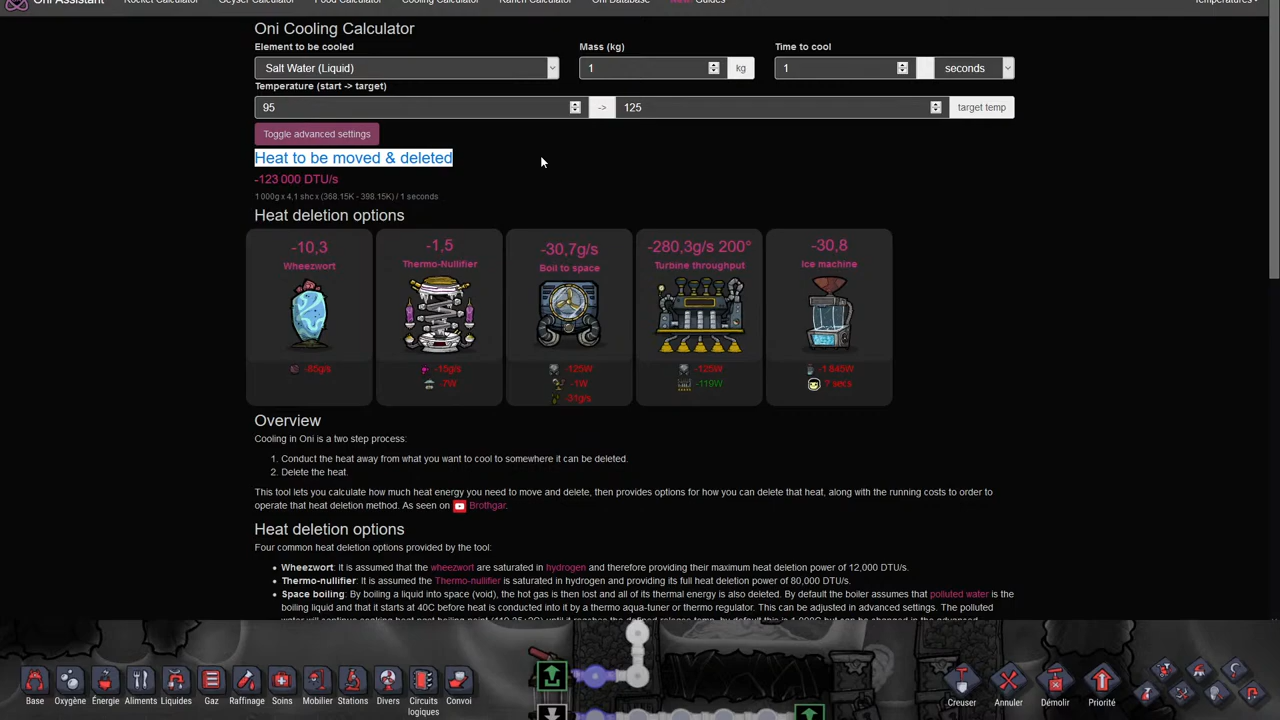 Oni Assistant Rocket Calculator Geyser Calculator Food Calculator Cooling Calculator Ranch Calculator Oni Database Guides Temperatures
Oni Cooling Calculator
Element to be cooled Mass (kg) Time to cool
Salt Water (Liquid) 1 kg 1 seconds
Temperature (start -> target)
95 -> 125 target temp
Toggle advanced settings
Heat to be moved & deleted
-123 000 DTU/s
1 000g x 4,1 shc x (368.15K - 398.15K) / 1 seconds
Heat deletion options
-10,3 -1,5 -30,7g/s -280,3g/s 200° -30,8
Wheezwort Thermo-Nullifier Boil to space Turbine throughput Ice machine
-85g/s -15g/s -125W -125W -1 845W
-7W -1W -119W ? secs
-31g/s
Overview
Cooling in Oni is a two step process:
1. Conduct the heat away from what you want to cool to somewhere it can be deleted.
2. Delete the heat.
This tool lets you calculate how much heat energy you need to move and delete, then provides options for how you can delete that heat, along with the running costs to order to
operate that heat deletion method. As seen on Brothgar.
Heat deletion options
Four common heat deletion options provided by the tool:
Wheezwort: It is assumed that the wheezwort are saturated in hydrogen and therefore providing their maximum heat deletion power of 12,000 DTU/s.
Thermo-nullifier: It is assumed the Thermo-nullifier is saturated in hydrogen and providing its full heat deletion power of 80,000 DTU/s.
Space boiling: By boiling a liquid into space (void), the hot gas is then lost and all of its thermal energy is also deleted. By default the boiler assumes that polluted water is the
boiling liquid and that it starts at 40C before heat is conducted into it by a thermo aqua-tuner or thermo regulator. This can be adjusted in advanced settings. The polluted
Base Oxygène Énergie Aliments Liquides Gaz Raffinage Soins Mobilier Stations Divers Circuits logiques Convoi Creuser Annuler Démolir Priorité